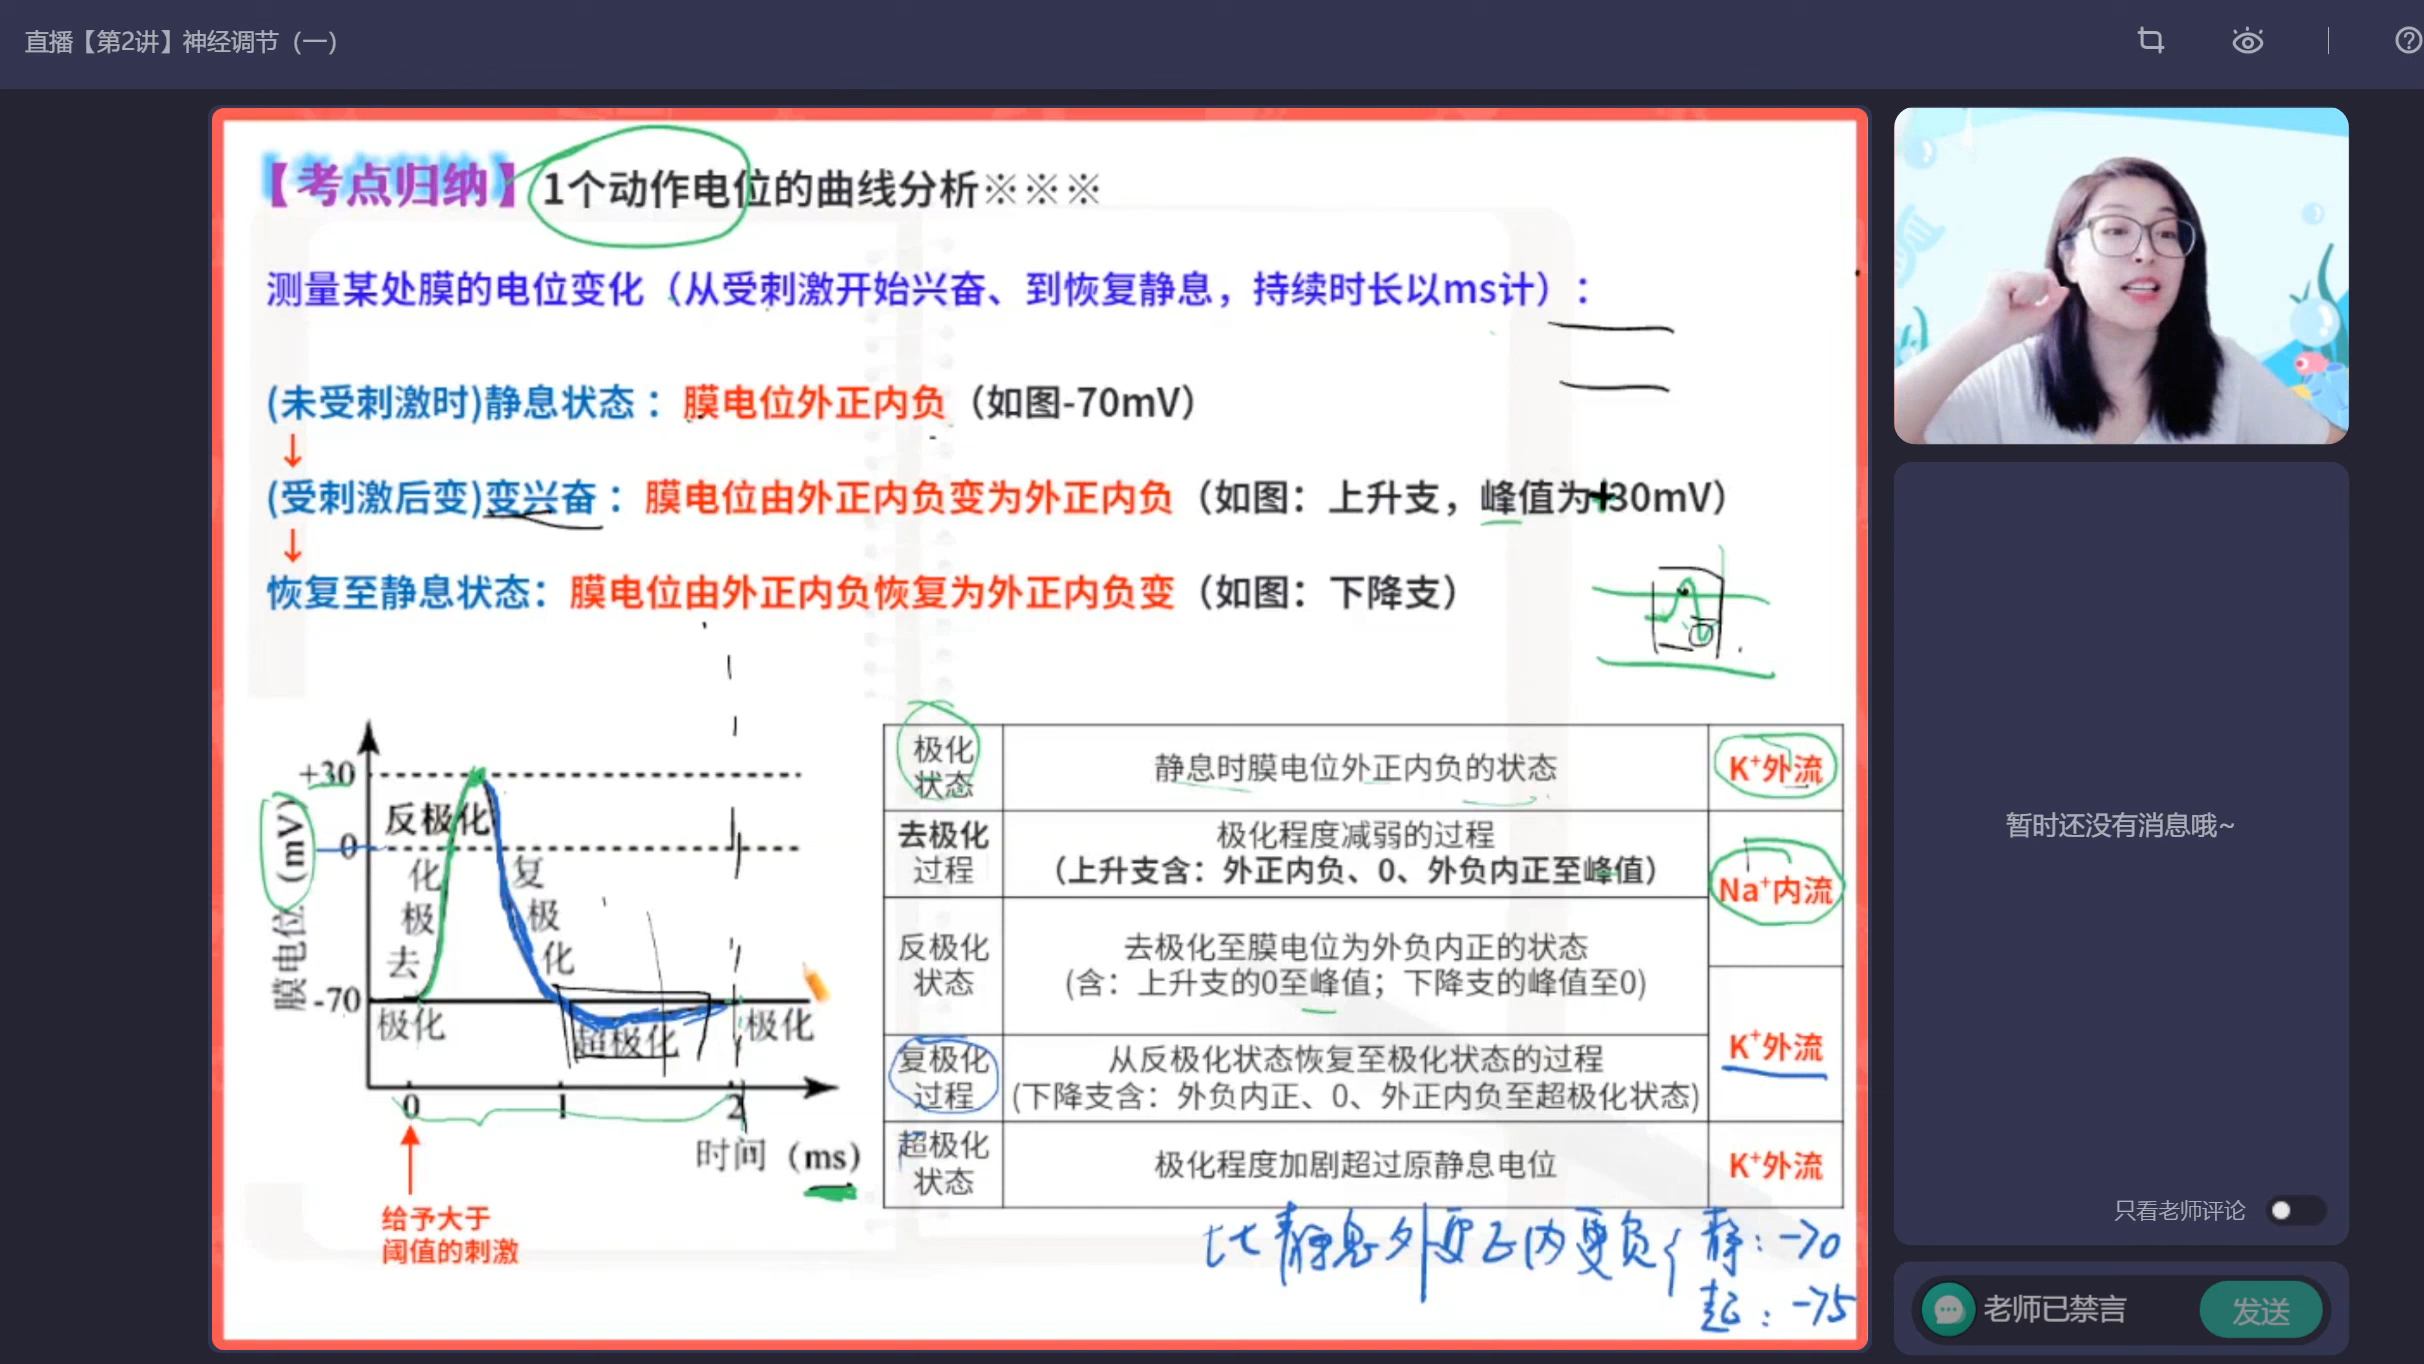 直播【第2讲】神经调节（一）
【考点归纳】1个动作电位的曲线分析※※※
测量某处膜的电位变化（从受刺激开始兴奋、到恢复静息，持续时长以ms计）：
(未受刺激时)静息状态：膜电位外正内负（如图-70mV）
↓
(受刺激后变)变兴奋：膜电位由外正内负变为外正内负（如图：上升支，峰值为+30mV）
↓
恢复至静息状态：膜电位由外正内负恢复为外正内负变（如图：下降支）
膜电位（mV）
+30
0
-70
反极化
去极化
复极化
极化
超极化
极化
0 1 2
时间（ms）
给予大于
阈值的刺激
极化
状态
静息时膜电位外正内负的状态
K⁺外流
去极化
过程
极化程度减弱的过程
（上升支含：外正内负、0、外负内正至峰值）
Na⁺内流
反极化
状态
去极化至膜电位为外负内正的状态
(含：上升支的0至峰值；下降支的峰值至0)
复极化
过程
从反极化状态恢复至极化状态的过程
(下降支含：外负内正、0、外正内负至超极化状态)
K⁺外流
超极化
状态
极化程度加剧超过原静息电位
K⁺外流
比静息外更正内更负{ 静：-70
超：-75
暂时还没有消息哦~
只看老师评论
老师已禁言
发送